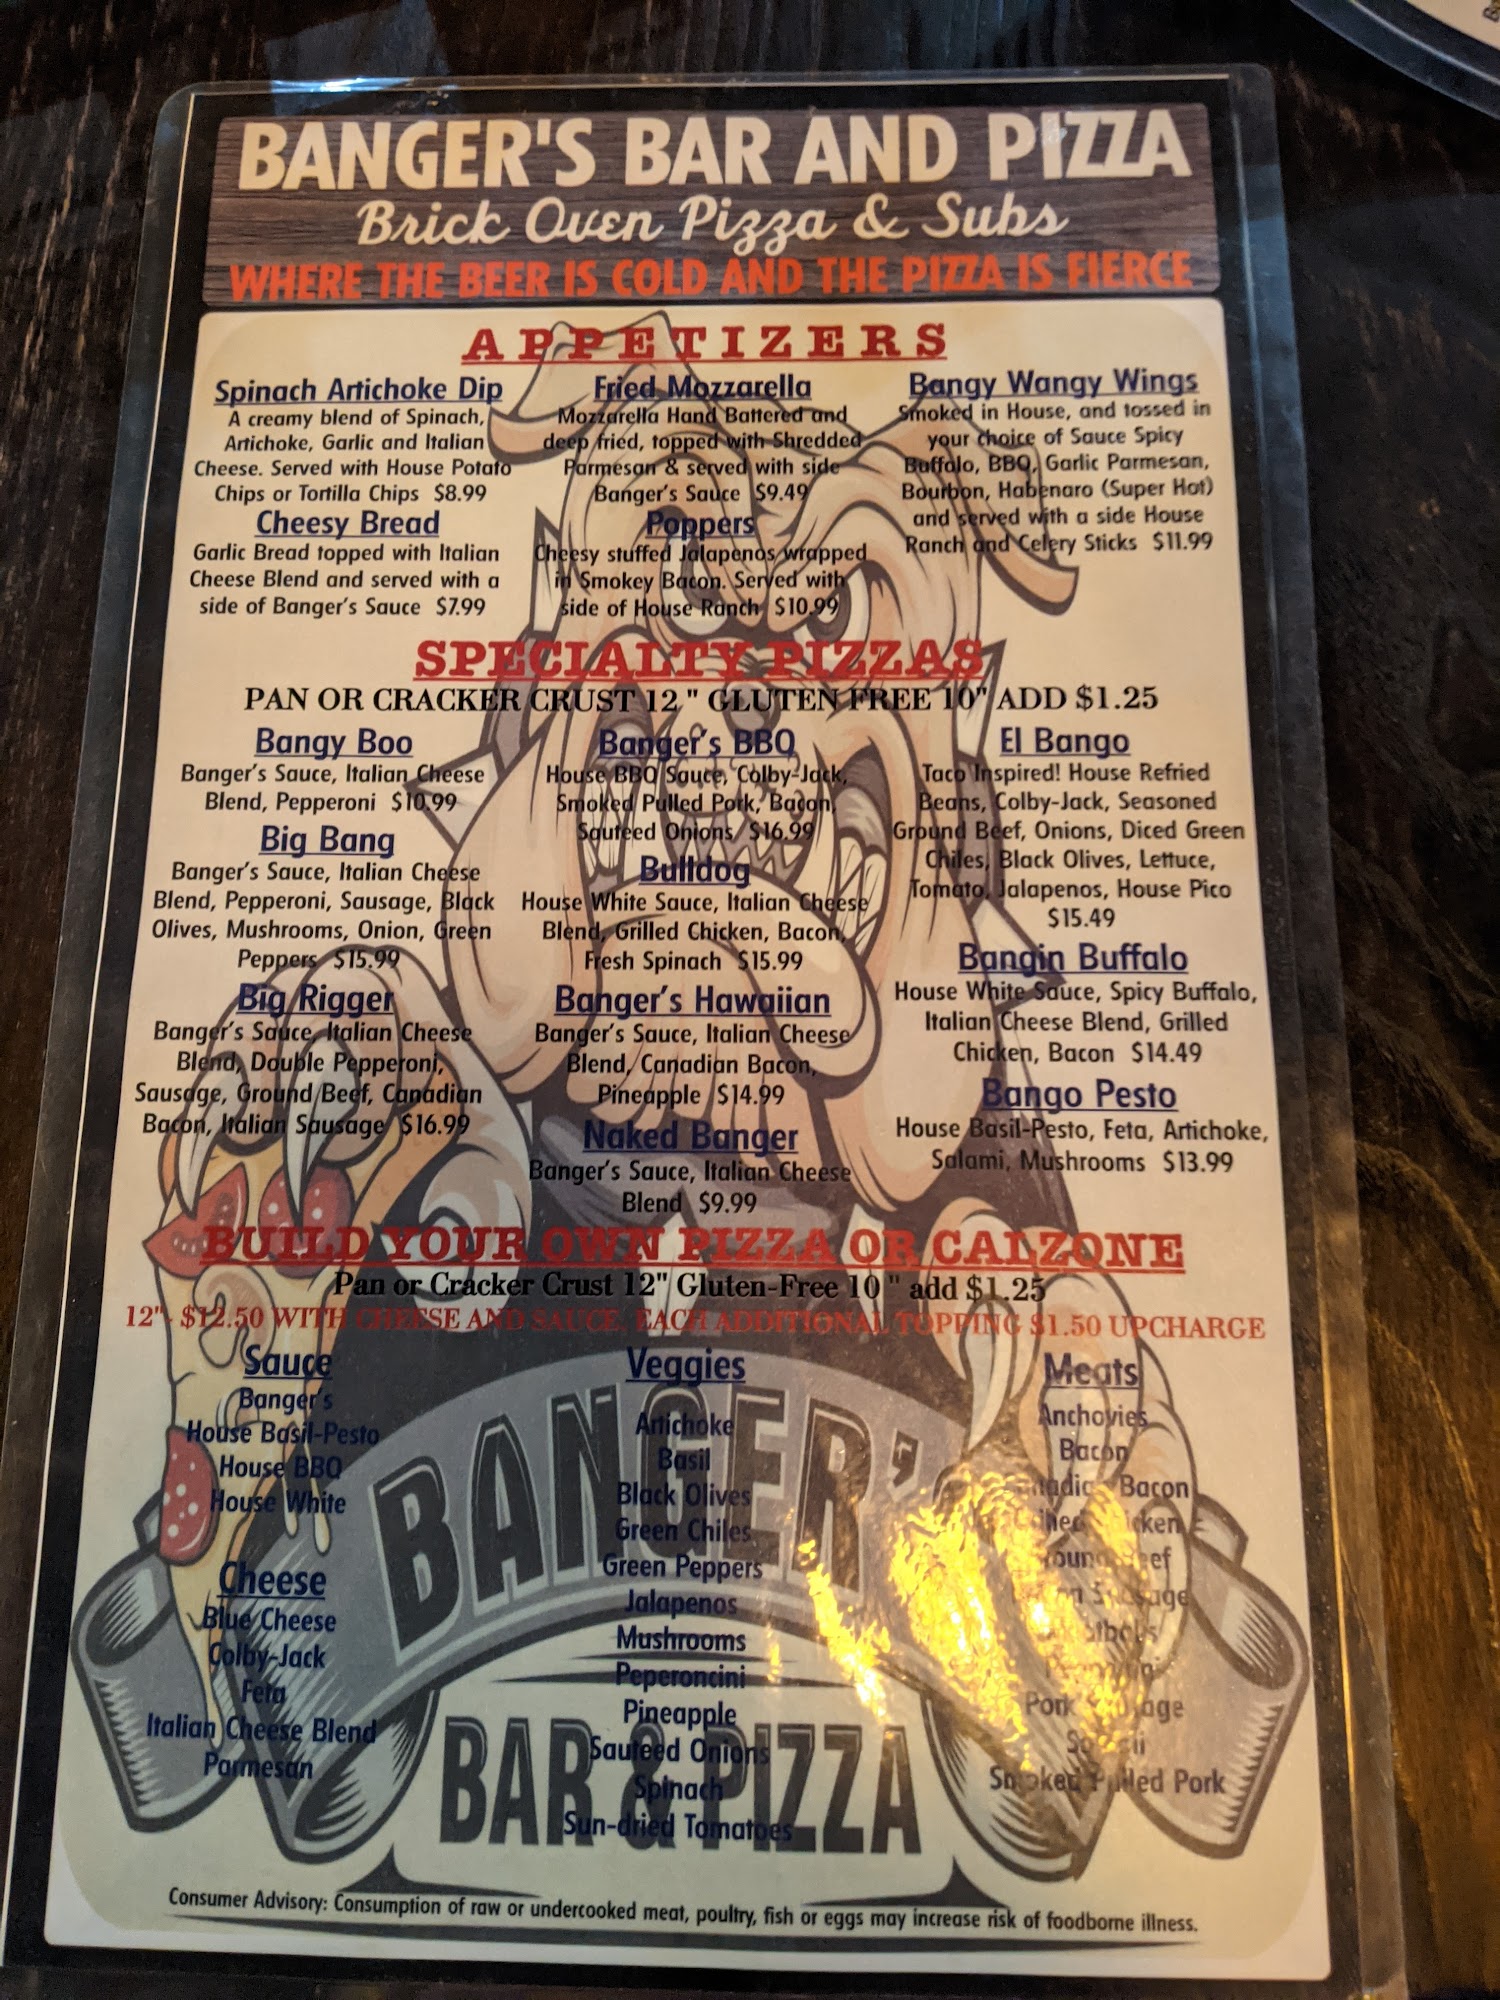 BANGER'S BAR AND PIZZA
Brick Oven Pizza & Subs
WHERE THE BEER IS COLD AND THE PIZZA IS FIERCE
APPETIZERS
Spinach Artichoke Dip
A creamy blend of Spinach,
Artichoke, Garlic and Italian
Cheese. Served with House Potato
Chips or Tortilla Chips $8.99
Cheesy Bread
Garlic Bread topped with Italian
Cheese Blend and served with a
side of Banger's Sauce $7.99
Fried Mozzarella
Mozzarella Hand Battered and
deep fried, topped with Shredded
Parmesan & served with side
Banger's Sauce $9.49
Poppers
Cheesy stuffed Jalapenos wrapped
in Smokey Bacon. Served with
side of House Ranch $10.99
Bangy Wangy Wings
Smoked in House, and tossed in
your choice of Sauce Spicy
Buffalo, BBQ, Garlic Parmesan,
Bourbon, Habenaro (Super Hot)
and served with a side House
Ranch and Celery Sticks $11.99
SPECIALTY PIZZAS
PAN OR CRACKER CRUST 12 " GLUTEN FREE 10" ADD $1.25
Bangy Boo
Banger's Sauce, Italian Cheese
Blend, Pepperoni $10.99
Big Bang
Banger's Sauce, Italian Cheese
Blend, Pepperoni, Sausage, Black
Olives, Mushrooms, Onion, Green
Peppers $15.99
Big Rigger
Banger's Sauce, Italian Cheese
Blend, Double Pepperoni,
Sausage, Ground Beef, Canadian
Bacon, Italian Sausage $16.99
Banger's BBQ
House BBQ Sauce, Colby-Jack,
Smoked Pulled Pork, Bacon,
Sauteed Onions $16.99
Bulldog
House White Sauce, Italian Cheese
Blend, Grilled Chicken, Bacon,
Fresh Spinach $15.99
Banger's Hawaiian
Banger's Sauce, Italian Cheese
Blend, Canadian Bacon,
Pineapple $14.99
Naked Banger
Banger's Sauce, Italian Cheese
Blend $9.99
El Bango
Taco Inspired! House Refried
Beans, Colby-Jack, Seasoned
Ground Beef, Onions, Diced Green
Chiles, Black Olives, Lettuce,
Tomato, Jalapenos, House Pico
$15.49
Bangin Buffalo
House White Sauce, Spicy Buffalo,
Italian Cheese Blend, Grilled
Chicken, Bacon $14.49
Bango Pesto
House Basil-Pesto, Feta, Artichoke,
Salami, Mushrooms $13.99
BUILD YOUR OWN PIZZA OR CALZONE
Pan or Cracker Crust 12" Gluten-Free 10 " add $1.25
12"- $12.50 WITH CHEESE AND SAUCE, EACH ADDITIONAL TOPPING $1.50 UPCHARGE
Sauce
Banger's
House Basil-Pesto
House BBQ
House White
Cheese
Blue Cheese
Colby-Jack
Feta
Italian Cheese Blend
Parmesan
Veggies
Artichoke
Basil
Black Olives
Green Chiles
Green Peppers
Jalapenos
Mushrooms
Peperoncini
Pineapple
Sauteed Onions
Spinach
Sun-dried Tomatoes
Meats
Anchovies
Bacon
Bacon
Pork Sausage
Smoked Pulled Pork
BANGER'S
BAR & PIZZA
Consumer Advisory: Consumption of raw or undercooked meat, poultry, fish or eggs may increase risk of foodborne illness.